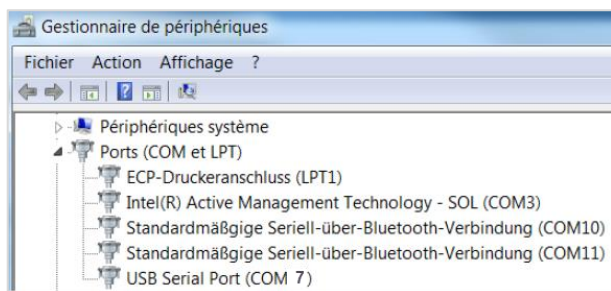 Gestionnaire de périphériques
Fichier Action Affichage ?
Périphériques système
Ports (COM et LPT)
ECP-Druckeranschluss (LPT1)
Intel(R) Active Management Technology - SOL (COM3)
Standardmäßgige Seriell-über-Bluetooth-Verbindung (COM10)
Standardmäßgige Seriell-über-Bluetooth-Verbindung (COM11)
USB Serial Port (COM 7)